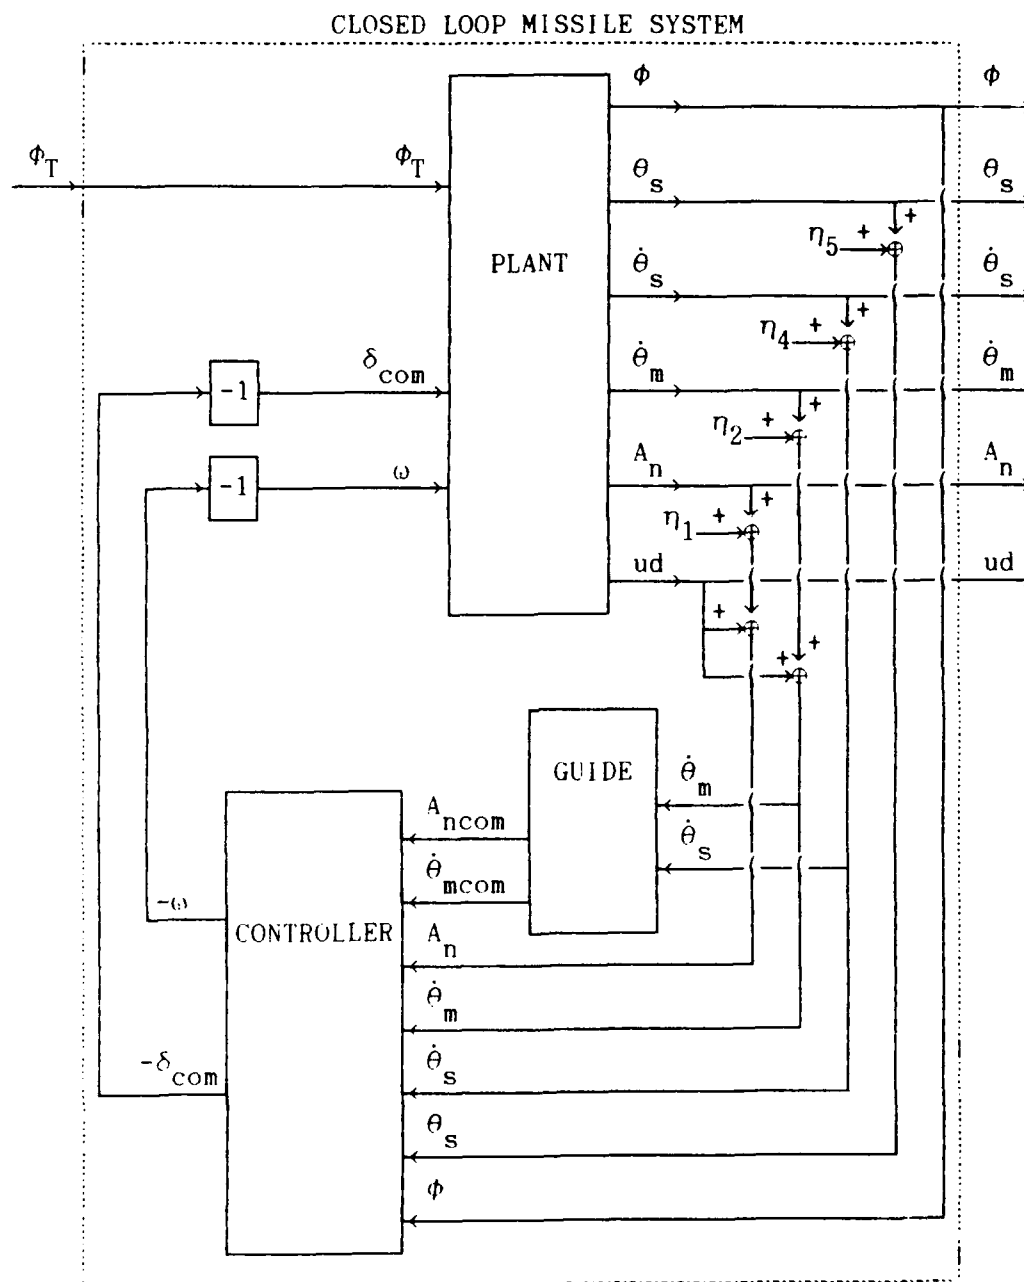 CLOSED LOOP MISSILE SYSTEM
ϕ ϕ
ϕ_T ϕ_T
θ_s θ_s
+
η_5 +
PLANT
θ̇_s θ̇_s
+
η_4 +
δ_com
-1
θ̇_m θ̇_m
+
η_2 +
ω
-1
A_n A_n
+
η_1 +
ud ud
+
+ +
GUIDE
θ̇_m
A_ncom
θ̇_s
θ̇_mcom
-ω
CONTROLLER
A_n
θ̇_m
-δ_com
θ̇_s
θ_s
ϕ